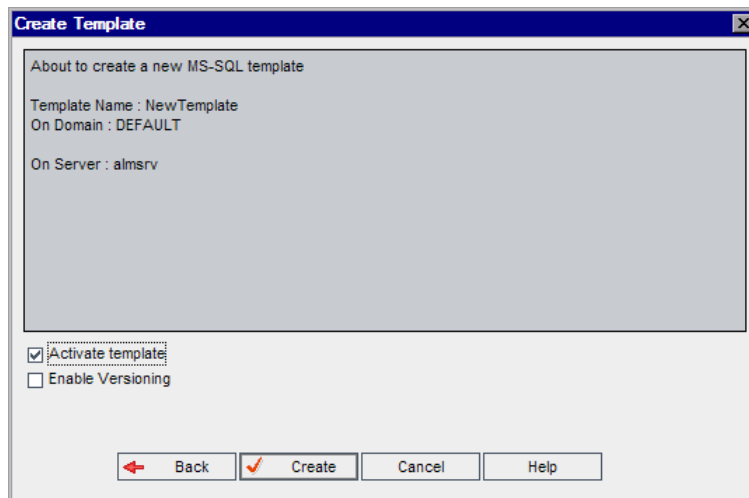 Create Template
About to create a new MS-SQL template
Template Name : NewTemplate
On Domain : DEFAULT
On Server : almsrv
Activate template
Enable Versioning
Back
Create
Cancel
Help